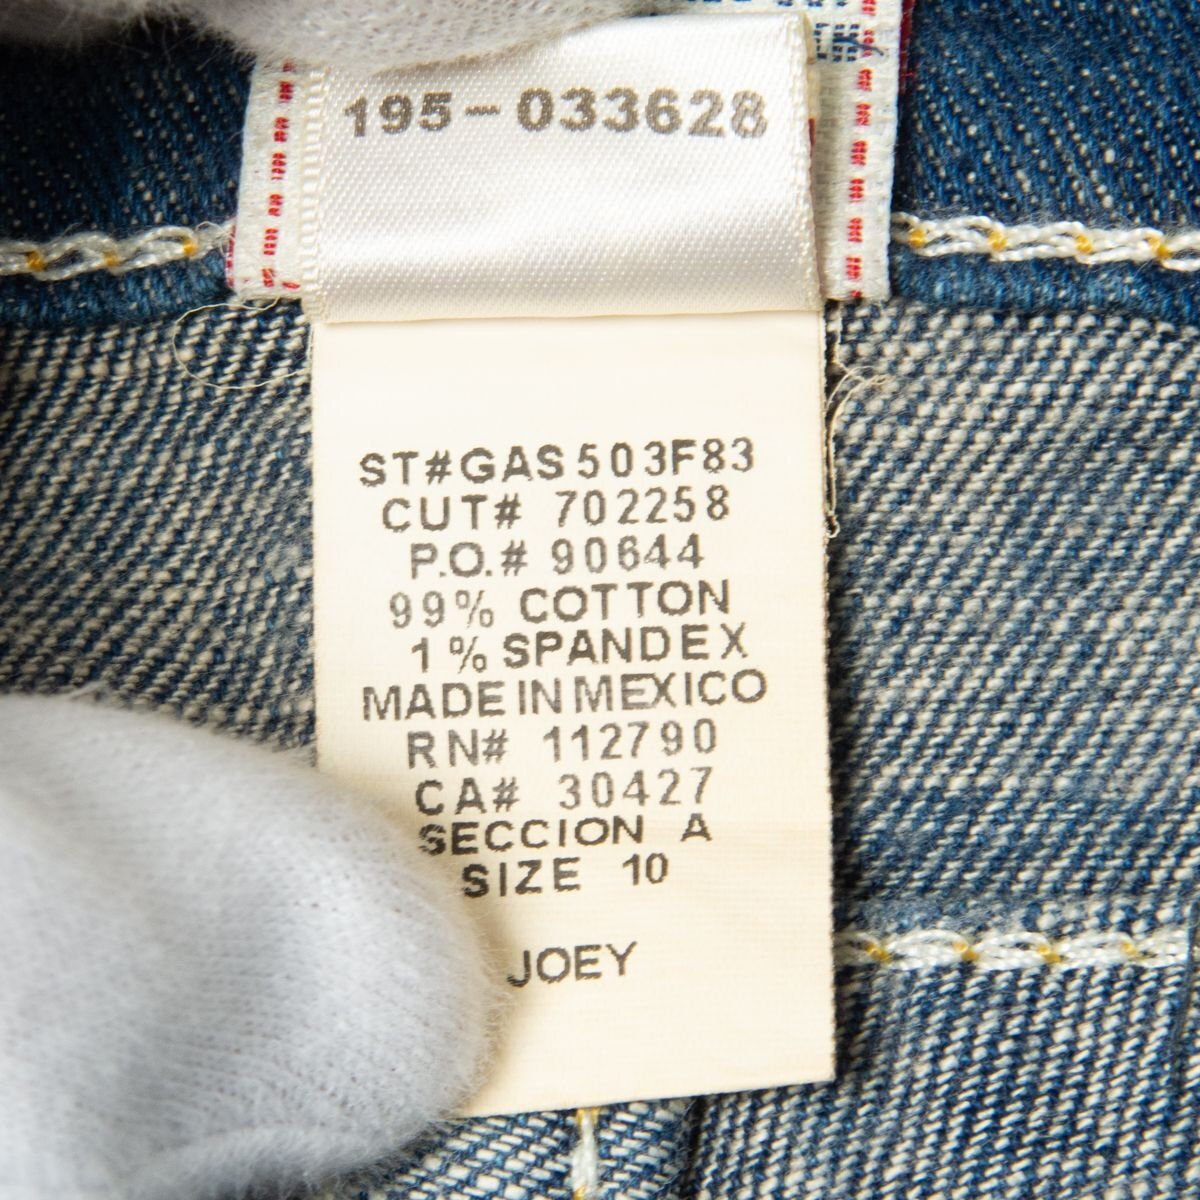 195-033628
ST#GAS503F83
CUT# 702258
P.O.# 90644
99% COTTON
1% SPANDEX
MADE IN MEXICO
RN# 112790
CA# 30427
SECCION A
SIZE 10
JOEY